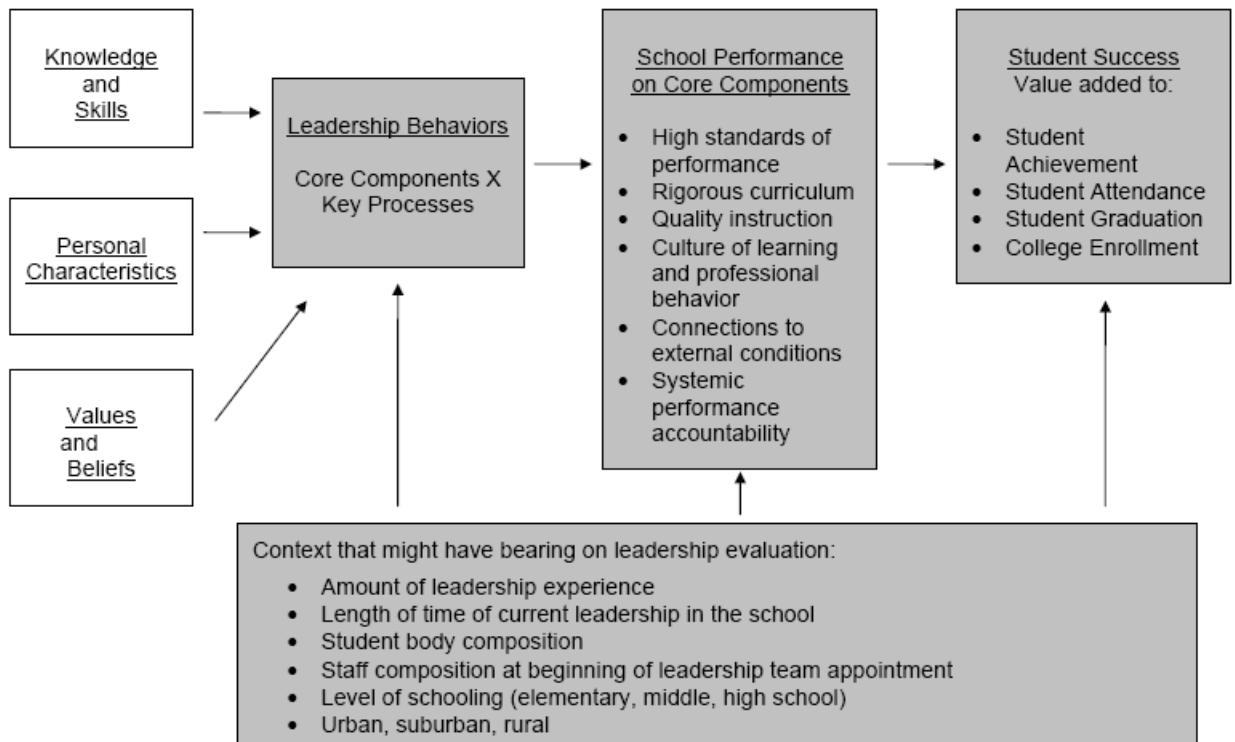 Knowledge
and
Skills
Personal
Characteristics
Values
and
Beliefs
Leadership Behaviors
Core Components X
Key Processes
School Performance
on Core Components
• High standards of
performance
• Rigorous curriculum
• Quality instruction
• Culture of learning
and professional
behavior
• Connections to
external conditions
• Systemic
performance
accountability
Student Success
Value added to:
• Student
Achievement
• Student Attendance
• Student Graduation
• College Enrollment
Context that might have bearing on leadership evaluation:
• Amount of leadership experience
• Length of time of current leadership in the school
• Student body composition
• Staff composition at beginning of leadership team appointment
• Level of schooling (elementary, middle, high school)
• Urban, suburban, rural